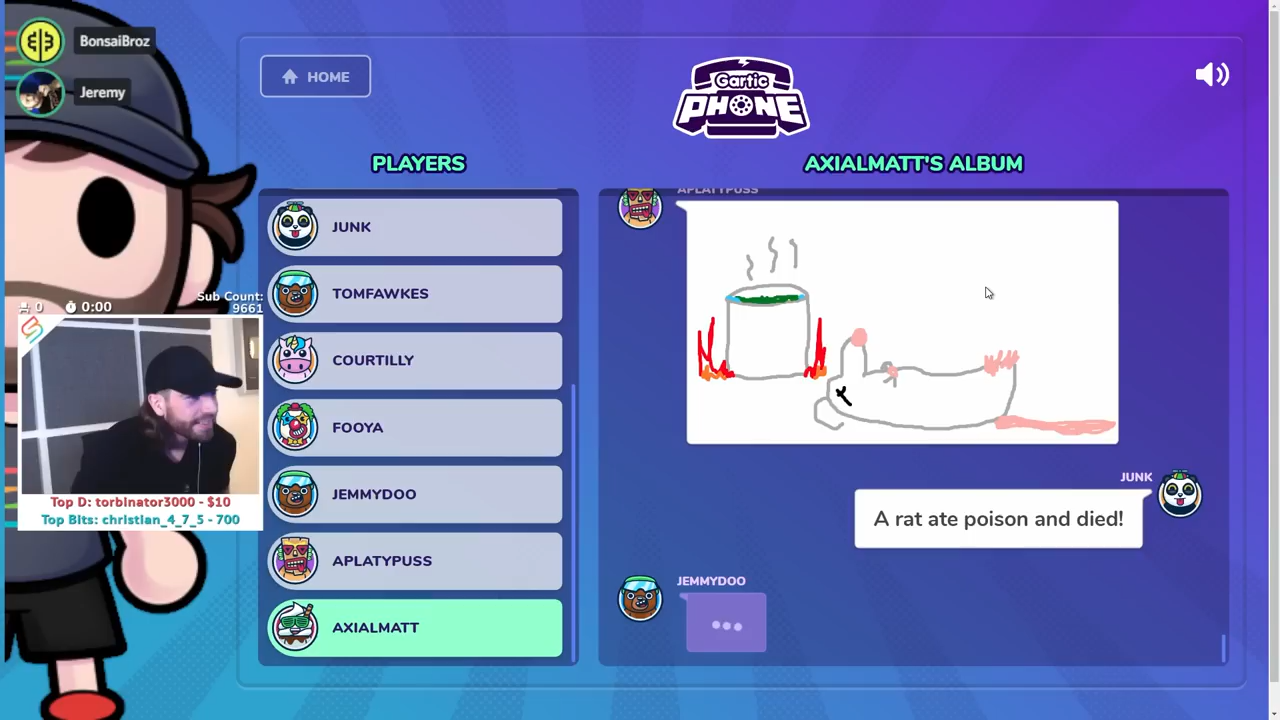 BonsaiBroz
Jeremy
HOME
Gartic
PHONE
PLAYERS
AXIALMATT'S ALBUM
JUNK
TOMFAWKES
COURTILLY
FOOYA
JEMMYDOO
APLATYPUSS
AXIALMATT
Sub Count:
9661
0
0:00
Top D: torbinator3000 - $10
Top Bits: christian_4_7_5 - 700
APLATYPUSS
JUNK
A rat ate poison and died!
JEMMYDOO